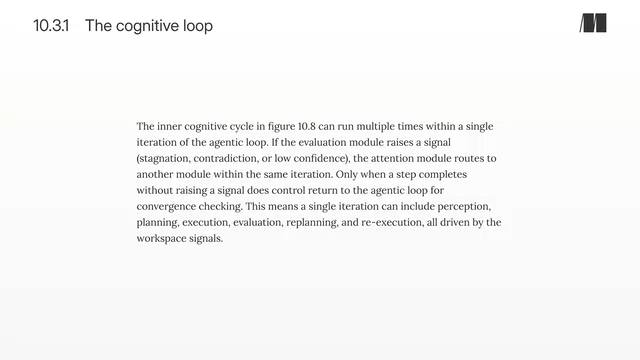 10.3.1 The cognitive loop
The inner cognitive cycle in figure 10.8 can run multiple times within a single
iteration of the agentic loop. If the evaluation module raises a signal
(stagnation, contradiction, or low confidence), the attention module routes to
another module within the same iteration. Only when a step completes
without raising a signal does control return to the agentic loop for
convergence checking. This means a single iteration can include perception,
planning, execution, evaluation, replanning, and re-execution, all driven by the
workspace signals.